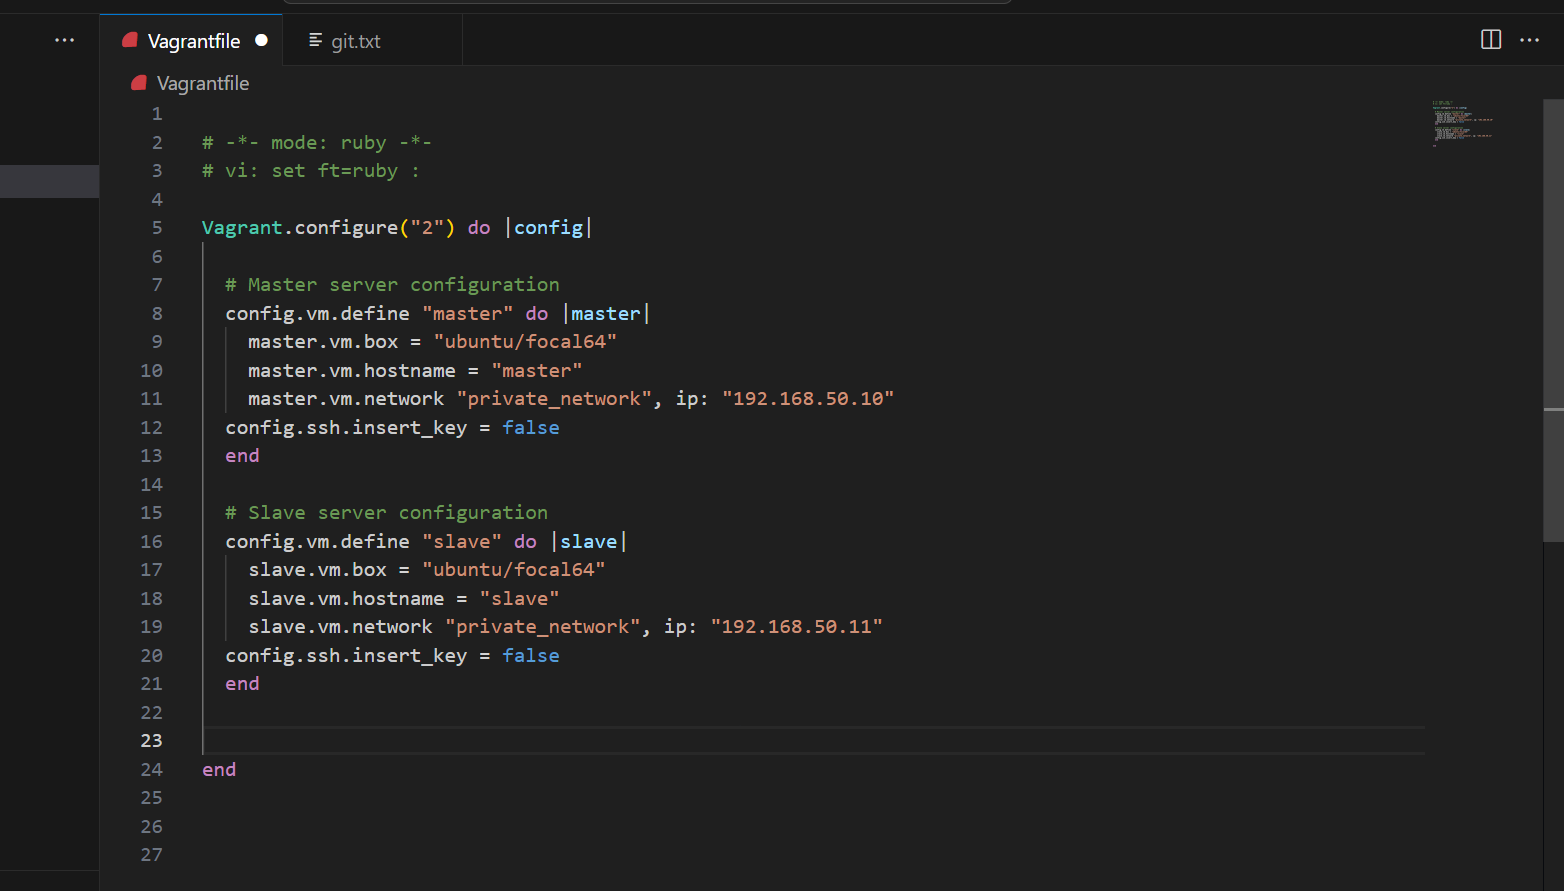 Vagrantfile
git.txt
Vagrantfile
1
2 # -*- mode: ruby -*-
3 # vi: set ft=ruby :
4
5 Vagrant.configure("2") do |config|
6
7 # Master server configuration
8 config.vm.define "master" do |master|
9 master.vm.box = "ubuntu/focal64"
10 master.vm.hostname = "master"
11 master.vm.network "private_network", ip: "192.168.50.10"
12 config.ssh.insert_key = false
13 end
14
15 # Slave server configuration
16 config.vm.define "slave" do |slave|
17 slave.vm.box = "ubuntu/focal64"
18 slave.vm.hostname = "slave"
19 slave.vm.network "private_network", ip: "192.168.50.11"
20 config.ssh.insert_key = false
21 end
22
23
24 end
25
26
27